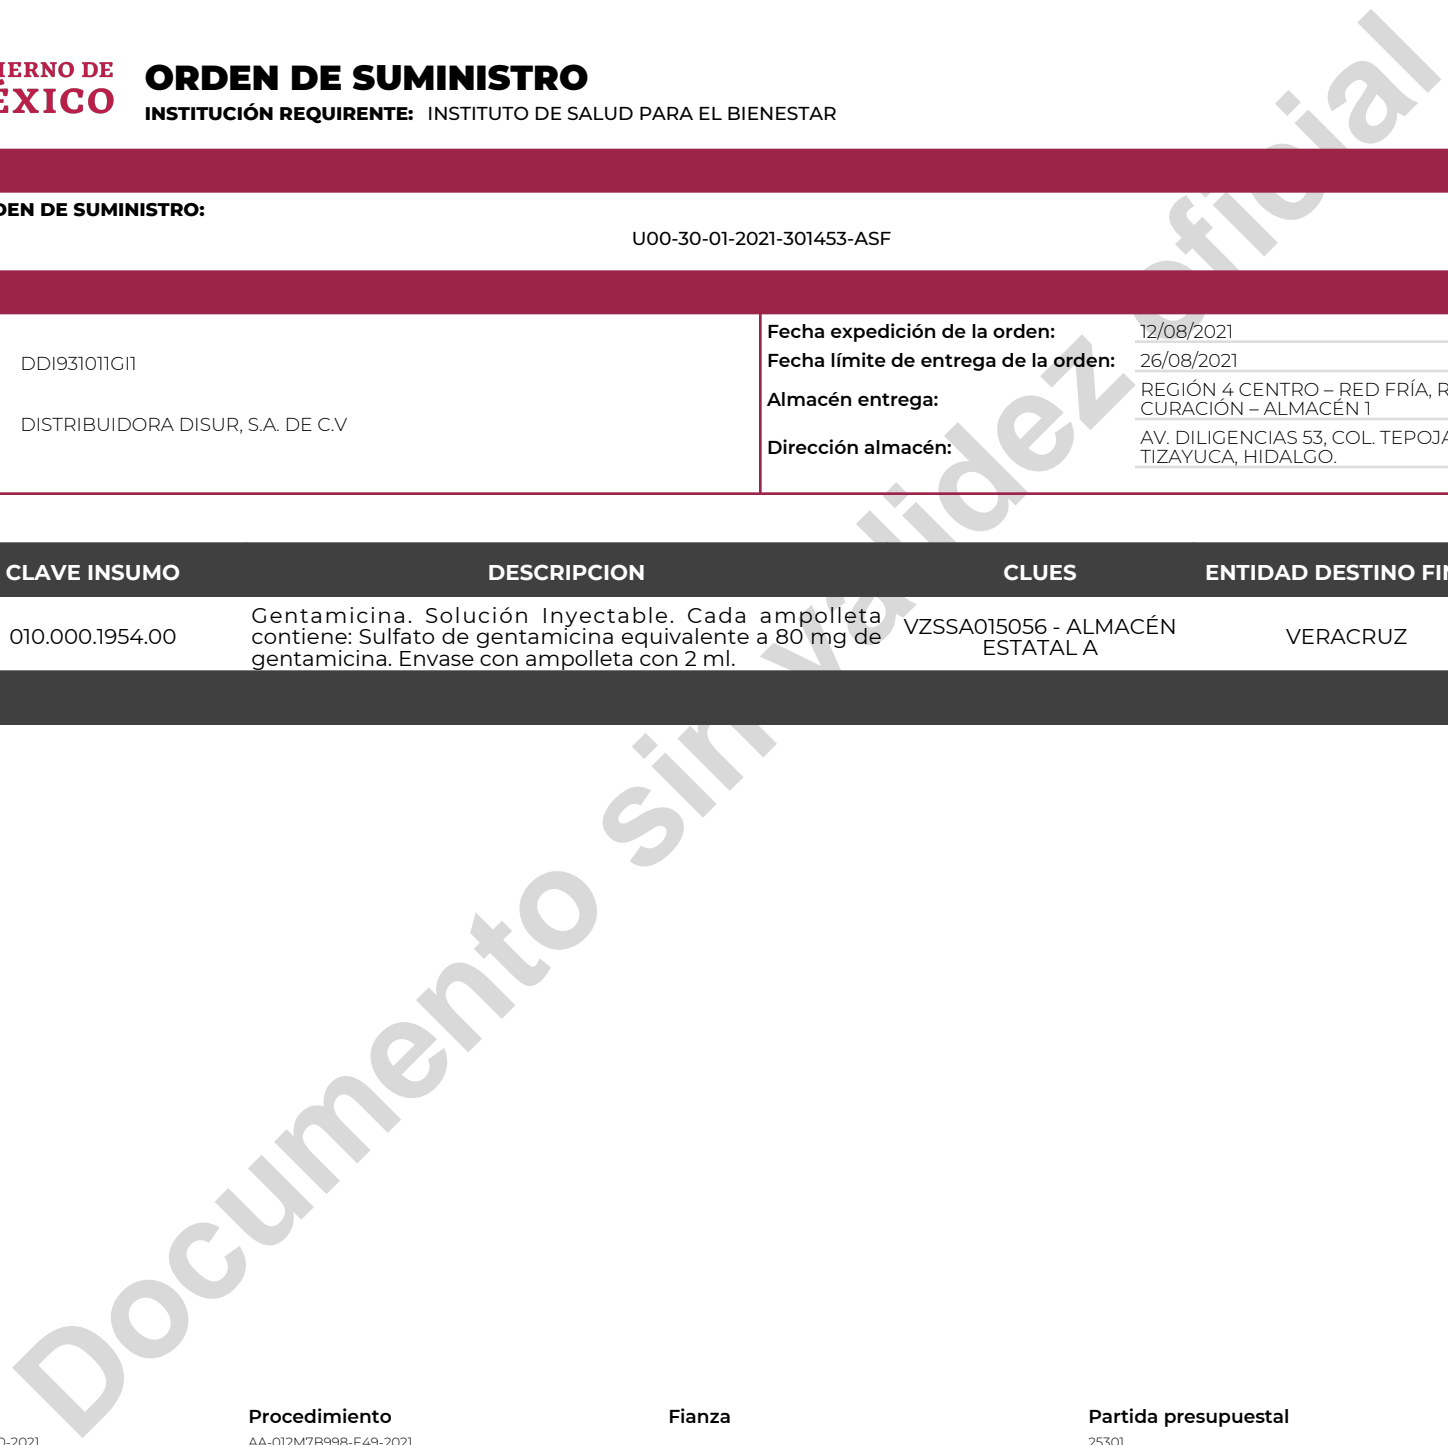 ORDEN DE SUMINISTRO
INSTITUCIÓN REQUIRENTE: INSTITUTO DE SALUD PARA EL BIENESTAR
DE
XICO
DE SUMINISTRO:
U00-30-01-2021-301453-ASF
DDI931011GI1
DISTRIBUIDORA DISUR, S.A. DE C.V
Fecha expedición de la orden: 12/08/2021
Fecha límite de entrega de la orden: 26/08/2021
Almacén entrega: REGIÓN 4 CENTRO – RED FRÍA, R
CURACIÓN – ALMACÉN 1
Dirección almacén: AV. DILIGENCIAS 53, COL. TEPOJA
TIZAYUCA, HIDALGO.
CLAVE INSUMO DESCRIPCION CLUES ENTIDAD DESTINO FIN
010.000.1954.00
Gentamicina. Solución Inyectable. Cada ampolleta
contiene: Sulfato de gentamicina equivalente a 80 mg de
gentamicina. Envase con ampolleta con 2 ml.
VZSSA015056 - ALMACÉN
ESTATAL A
VERACRUZ
Documento sin validez oficial
Procedimiento Fianza Partida presupuestal
-2021 AA-012M7B998-E49-2021 25301